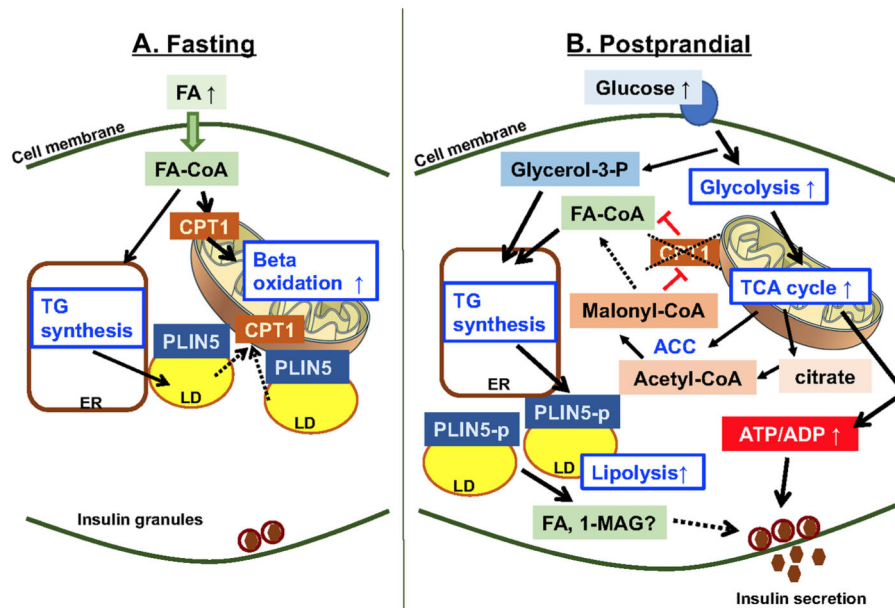 A. Fasting
FA ↑
Cell membrane
FA-CoA
CPT1
Beta
oxidation ↑
TG
synthesis
CPT1
PLIN5
PLIN5
LD
ER
LD
Insulin granules
B. Postprandial
Glucose ↑
Cell membrane
Glycerol-3-P
Glycolysis ↑
FA-CoA
CPT1
TG
synthesis
Malonyl-CoA
TCA cycle ↑
ACC
Acetyl-CoA
citrate
ER
PLIN5-p
PLIN5-p
ATP/ADP ↑
LD
Lipolysis↑
LD
FA, 1-MAG?
Insulin secretion